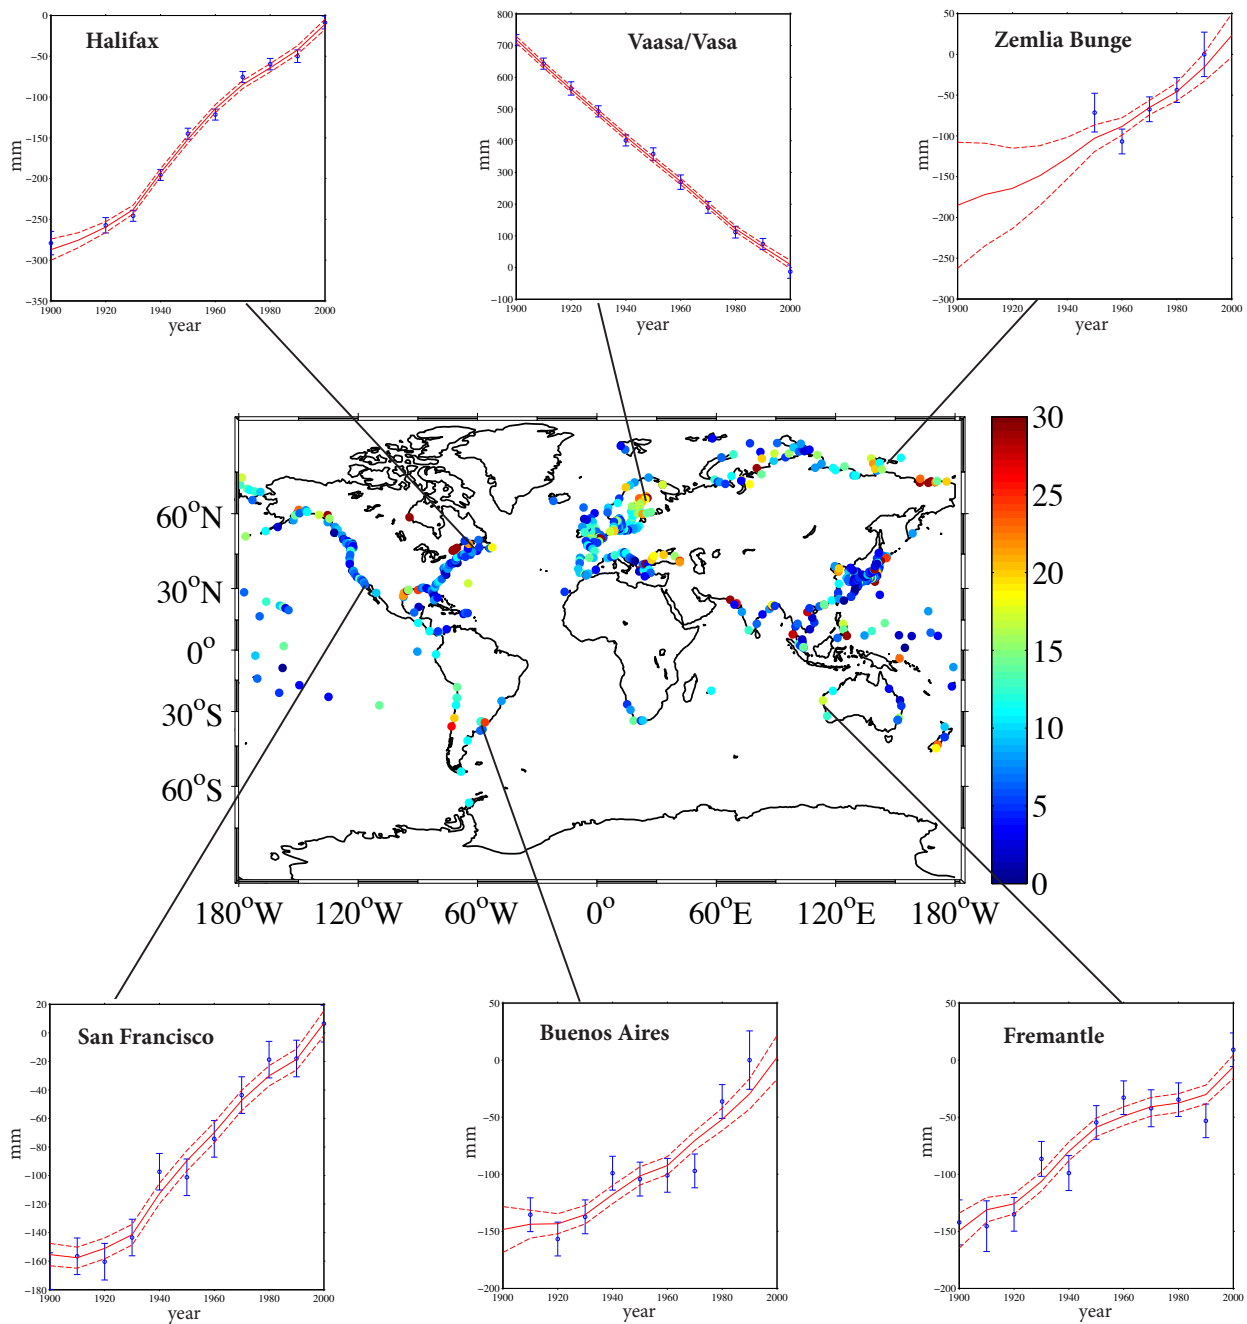 Halifax
0
−50
−100
−150
−200
−250
−300
−350
mm
1900 1920 1940 1960 1980 2000
year
Vaasa/Vasa
800
700
600
500
400
300
200
100
0
−100
mm
1900 1920 1940 1960 1980 2000
year
Zemlia Bunge
50
0
−50
−100
−150
−200
−250
−300
mm
1900 1920 1940 1960 1980 2000
year
60°N
30°N
0°
30°S
60°S
180°W 120°W 60°W 0° 60°E 120°E 180°W
30
25
20
15
10
5
0
San Francisco
20
0
−20
−40
−60
−80
−100
−120
−140
−160
−180
mm
1900 1920 1940 1960 1980 2000
year
Buenos Aires
50
0
−50
−100
−150
−200
mm
1900 1920 1940 1960 1980 2000
year
Fremantle
50
0
−50
−100
−150
−200
mm
1900 1920 1940 1960 1980 2000
year